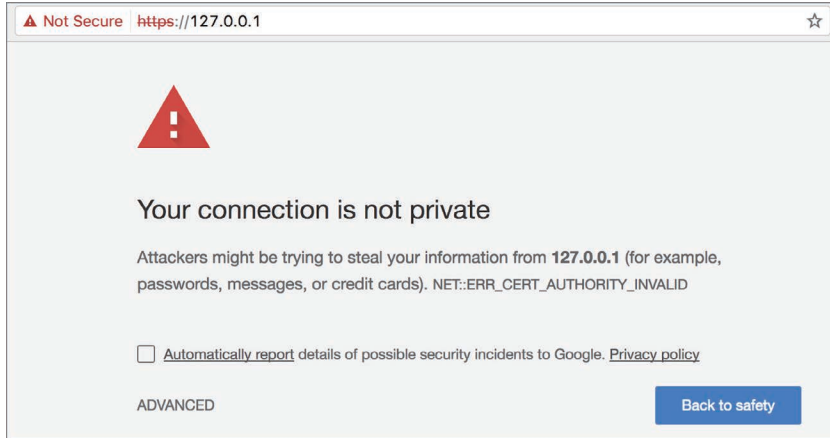 Not Secure https://127.0.0.1
Your connection is not private
Attackers might be trying to steal your information from 127.0.0.1 (for example,
passwords, messages, or credit cards). NET::ERR_CERT_AUTHORITY_INVALID
Automatically report details of possible security incidents to Google. Privacy policy
ADVANCED
Back to safety